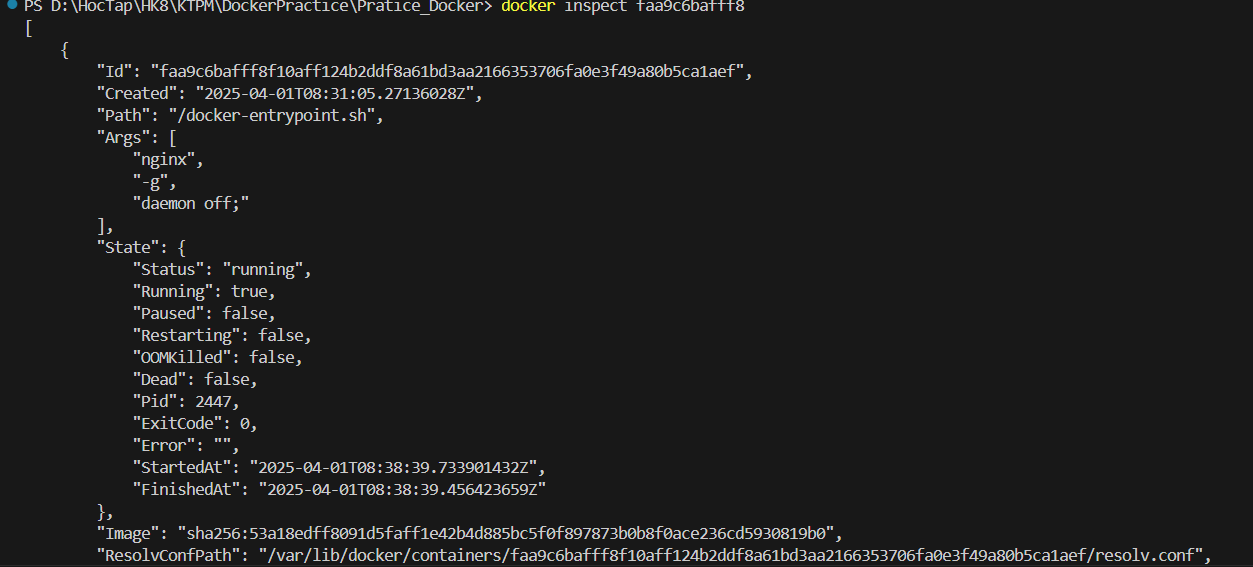 PS D:\HocTap\HK8\KTPM\DockerPractice\Pratice_Docker> docker inspect faa9c6bafff8
[
    {
        "Id": "faa9c6bafff8f10aff124b2ddf8a61bd3aa2166353706fa0e3f49a80b5ca1aef",
        "Created": "2025-04-01T08:31:05.27136028Z",
        "Path": "/docker-entrypoint.sh",
        "Args": [
            "nginx",
            "-g",
            "daemon off;"
        ],
        "State": {
            "Status": "running",
            "Running": true,
            "Paused": false,
            "Restarting": false,
            "OOMKilled": false,
            "Dead": false,
            "Pid": 2447,
            "ExitCode": 0,
            "Error": "",
            "StartedAt": "2025-04-01T08:38:39.733901432Z",
            "FinishedAt": "2025-04-01T08:38:39.456423659Z"
        },
        "Image": "sha256:53a18edff8091d5faff1e42b4d885bc5f0f897873b0b8f0ace236cd5930819b0",
        "ResolvConfPath": "/var/lib/docker/containers/faa9c6bafff8f10aff124b2ddf8a61bd3aa2166353706fa0e3f49a80b5ca1aef/resolv.conf",